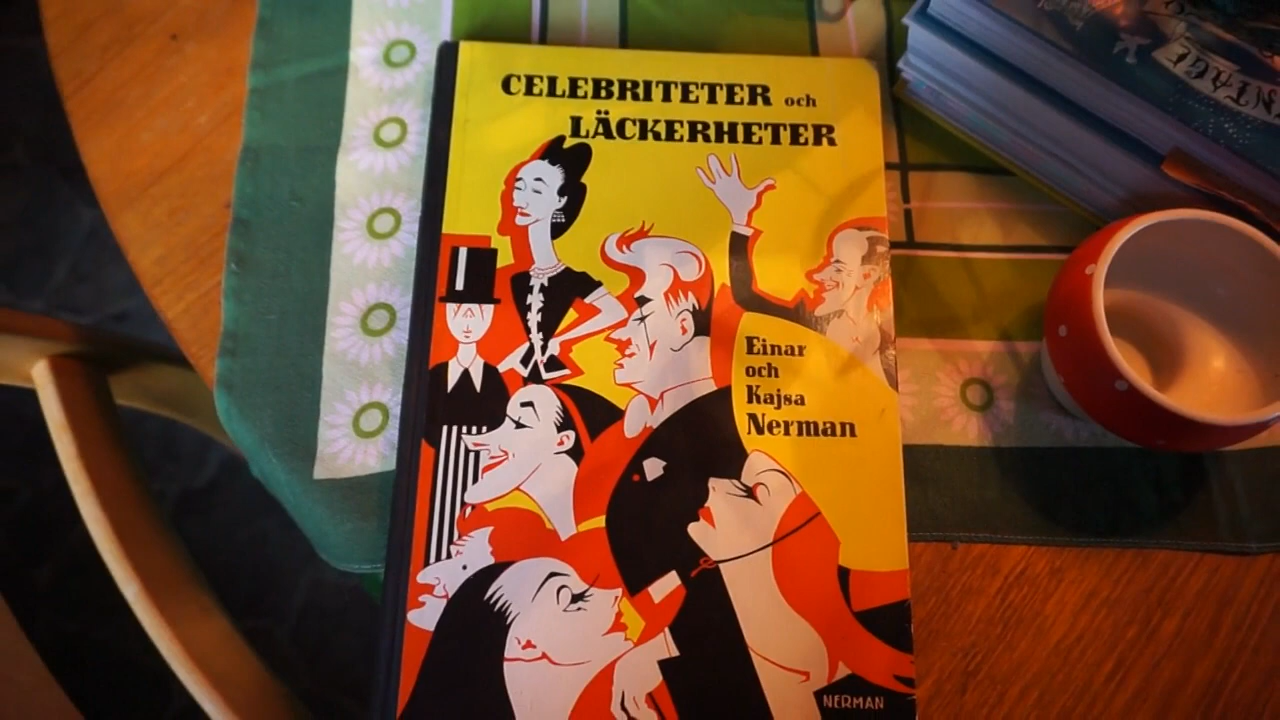 CELEBRITETER och
LÄCKERHETER
Einar
och
Kajsa
Nerman
NERMAN